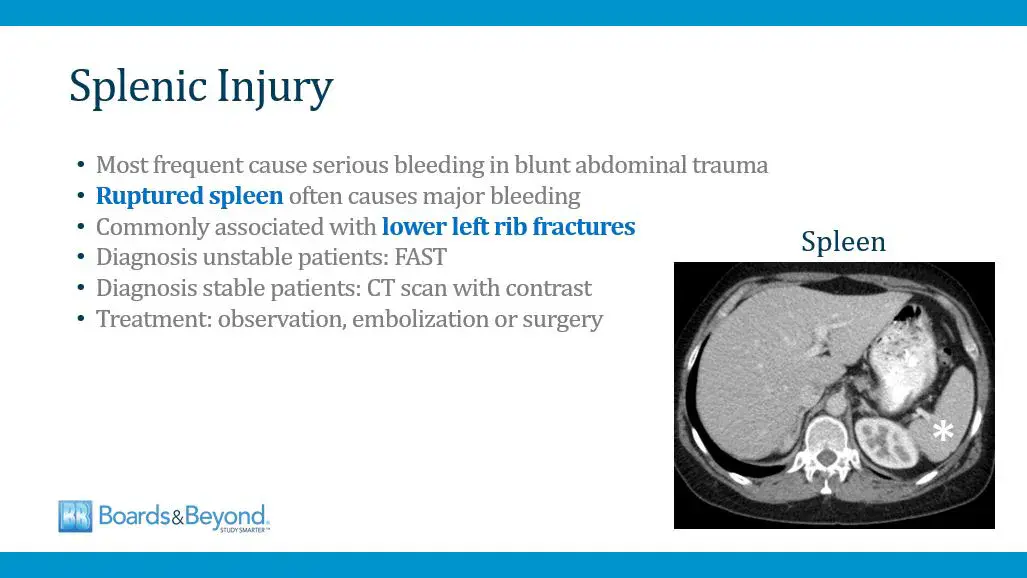 Splenic Injury
• Most frequent cause serious bleeding in blunt abdominal trauma
• Ruptured spleen often causes major bleeding
• Commonly associated with lower left rib fractures
• Diagnosis unstable patients: FAST
• Diagnosis stable patients: CT scan with contrast
• Treatment: observation, embolization or surgery
Spleen
*
BB Boards&Beyond®
STUDY SMARTER™